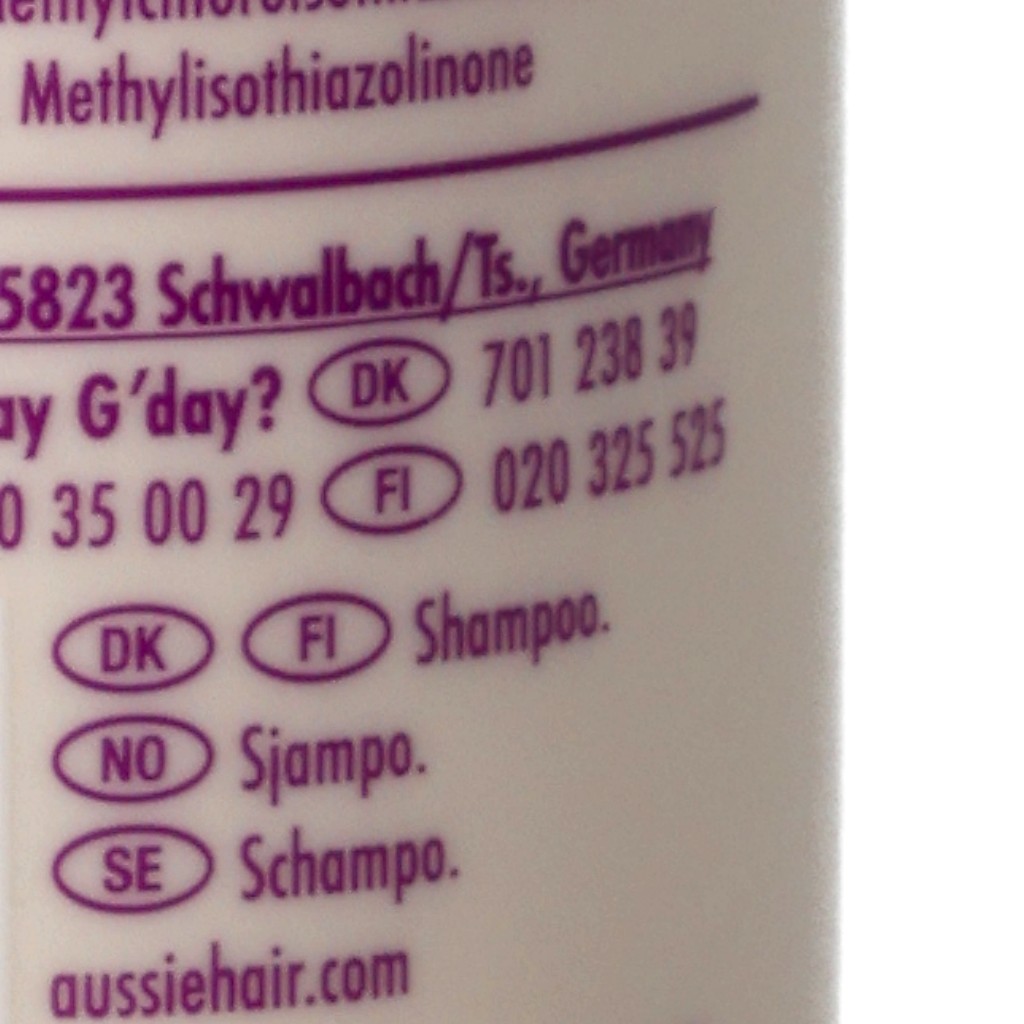 Methylisothiazolinone
5823 Schwalbach/Ts., Germany
ay G'day? DK 701 238 39
0 35 00 29 FI 020 325 525
DK FI Shampoo.
NO Sjampo.
SE Schampo.
aussiehair.com